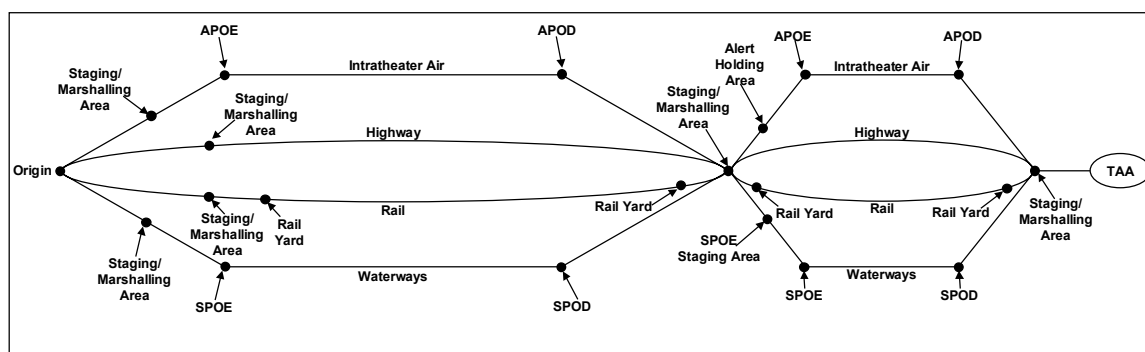 APOE
APOD
APOE
APOD
Alert
Holding
Area
Intratheater Air
Intratheater Air
Staging/
Marshalling
Area
Staging/
Marshalling
Area
Staging/
Marshalling
Area
Highway
Highway
Origin
TAA
Rail Yard
Rail
Rail Yard
Rail
Rail Yard
Staging/
Marshalling
Area
Rail
Yard
Staging/
Marshalling
Area
SPOE
Staging Area
Staging/
Marshalling
Area
Waterways
Waterways
SPOE
SPOD
SPOE
SPOD